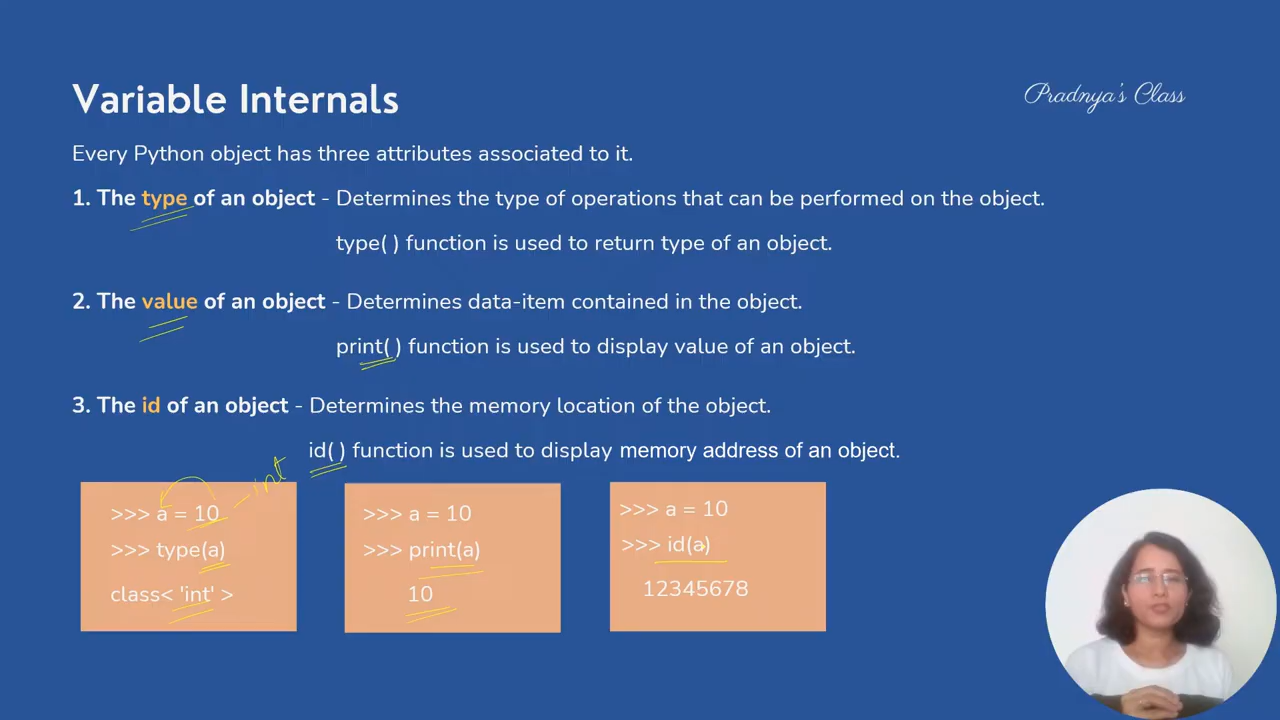 Variable Internals
Pradnya's Class
Every Python object has three attributes associated to it.
1. The type of an object - Determines the type of operations that can be performed on the object.
type( ) function is used to return type of an object.
2. The value of an object - Determines data-item contained in the object.
print( ) function is used to display value of an object.
3. The id of an object - Determines the memory location of the object.
id( ) function is used to display memory address of an object.
>>> a = 10 - int
>>> type(a)
class< 'int' >
>>> a = 10
>>> print(a)
10
>>> a = 10
>>> id(a)
12345678